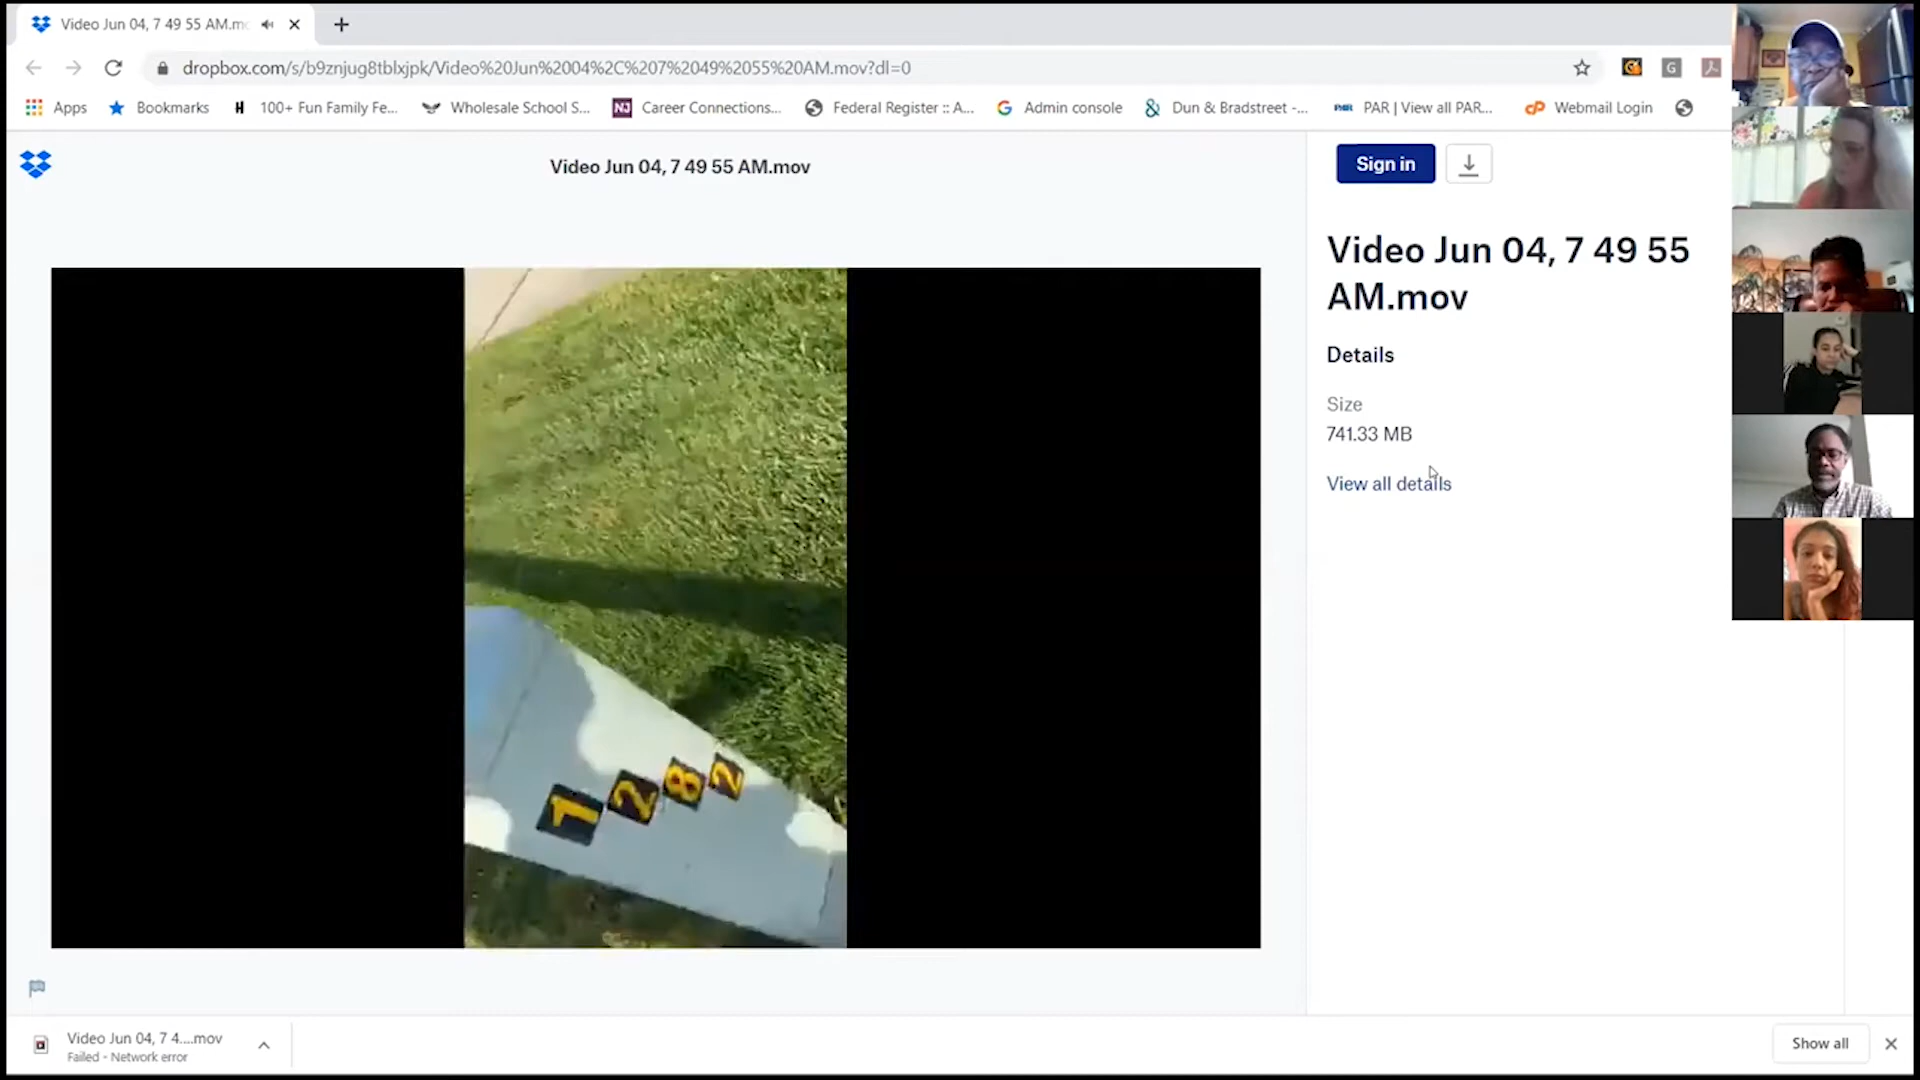 Video Jun 04, 7 49 55 AM.mo
dropbox.com/s/b9znjug8tblxjpk/Video%20Jun%2004%2C%207%2049%2055%20AM.mov?dl=0
G
Apps
Bookmarks
H 100+ Fun Family Fe...
Wholesale School S...
NJ Career Connections...
Federal Register :: A...
G Admin console
Dun & Bradstreet -...
PAR PAR | View all PAR...
cP Webmail Login
Video Jun 04, 7 49 55 AM.mov
Sign in
Video Jun 04, 7 49 55
AM.mov
Details
Size
741.33 MB
View all details
1282
Video Jun 04, 7 4....mov
Failed - Network error
Show all